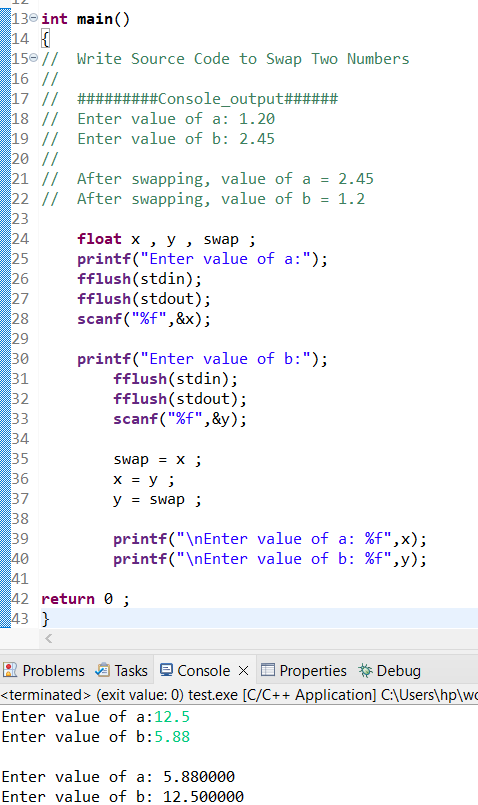 12
13 int main()
14 {
15 //  Write Source Code to Swap Two Numbers
16 //
17 //  #########Console_output######
18 //  Enter value of a: 1.20
19 //  Enter value of b: 2.45
20 //
21 //  After swapping, value of a = 2.45
22 //  After swapping, value of b = 1.2
23
24     float x , y , swap ;
25     printf("Enter value of a:");
26     fflush(stdin);
27     fflush(stdout);
28     scanf("%f",&x);
29
30     printf("Enter value of b:");
31         fflush(stdin);
32         fflush(stdout);
33         scanf("%f",&y);
34
35         swap = x ;
36         x = y ;
37         y = swap ;
38
39         printf("\nEnter value of a: %f",x);
40         printf("\nEnter value of b: %f",y);
41
42 return 0 ;
43 }
Problems Tasks Console Properties Debug
<terminated> (exit value: 0) test.exe [C/C++ Application] C:\Users\hp\wo
Enter value of a:12.5
Enter value of b:5.88

Enter value of a: 5.880000
Enter value of b: 12.500000